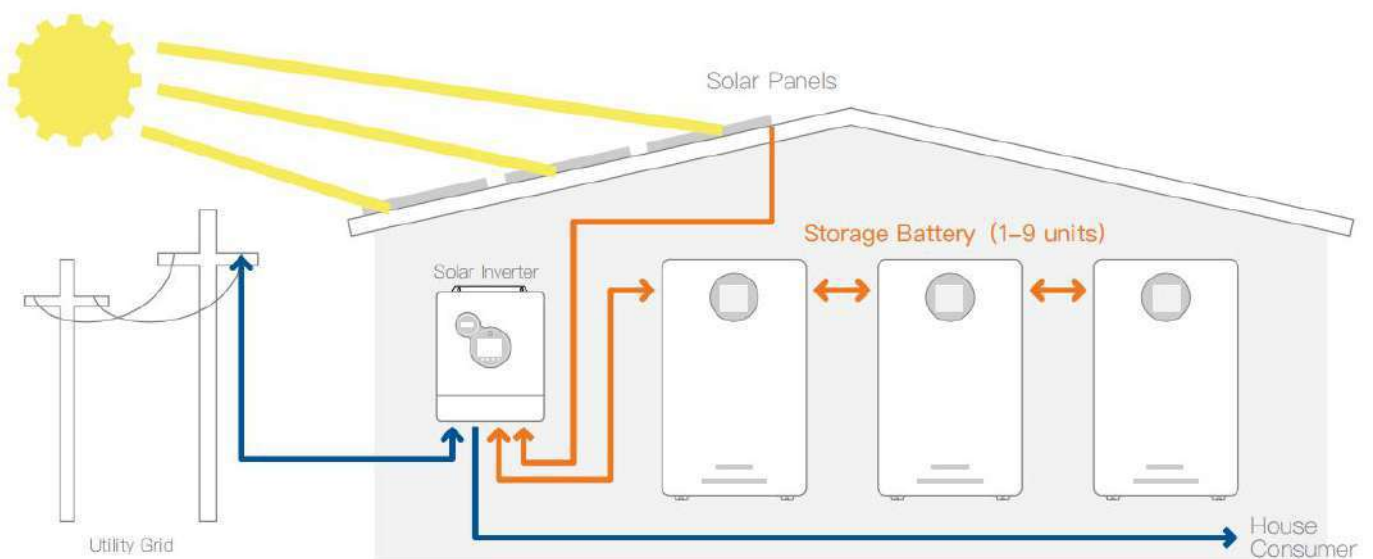 Solar Panels
Storage Battery (1-9 units)
Solar Inverter
Utility Grid
House
Consumer